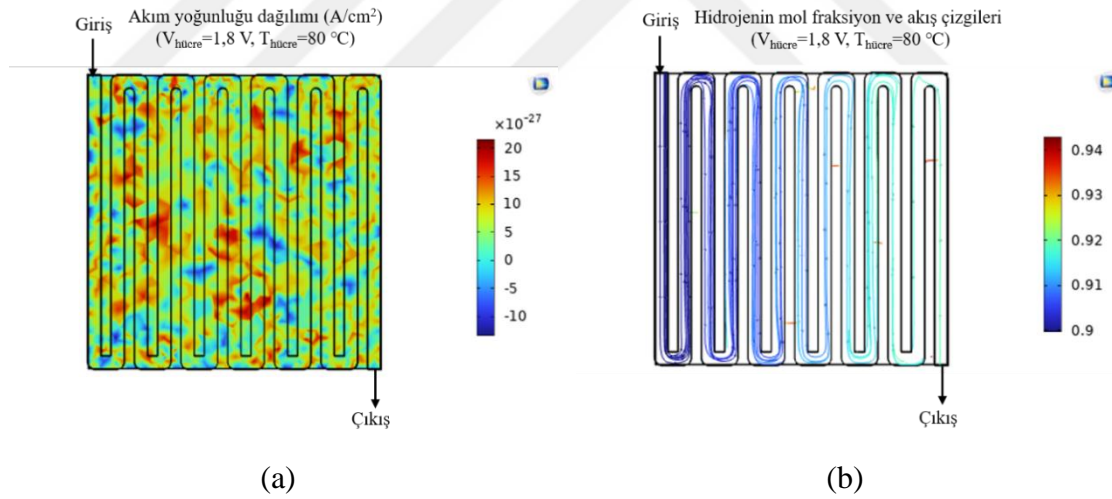 Giriş
Akım yoğunluğu dağılımı (A/cm²)
(Vhücre=1,8 V, Thücre=80 °C)
×10⁻²⁷
20
15
10
5
0
-5
-10
Çıkış
(a)
Giriş
Hidrojenin mol fraksiyon ve akış çizgileri
(Vhücre=1,8 V, Thücre=80 °C)
0.94
0.93
0.92
0.91
0.9
Çıkış
(b)